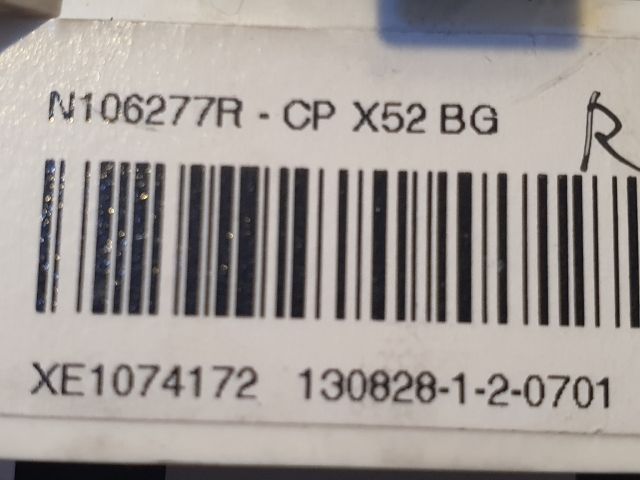 N106277R - CP X52 BG
R
XE1074172 130828-1-2-0701